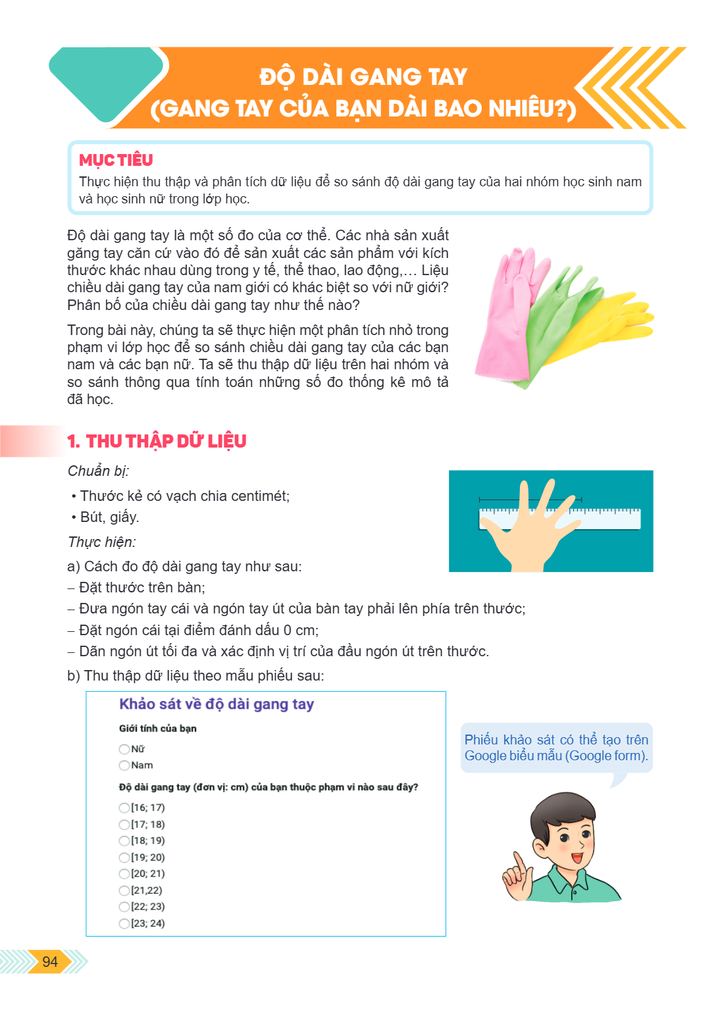 ĐỘ DÀI GANG TAY
(GANG TAY CỦA BẠN DÀI BAO NHIÊU?)
MỤC TIÊU
Thực hiện thu thập và phân tích dữ liệu để so sánh độ dài gang tay của hai nhóm học sinh nam
và học sinh nữ trong lớp học.
Độ dài gang tay là một số đo của cơ thể. Các nhà sản xuất
găng tay căn cứ vào đó để sản xuất các sản phẩm với kích
thước khác nhau dùng trong y tế, thể thao, lao động,… Liệu
chiều dài gang tay của nam giới có khác biệt so với nữ giới?
Phân bố của chiều dài gang tay như thế nào?
Trong bài này, chúng ta sẽ thực hiện một phân tích nhỏ trong
phạm vi lớp học để so sánh chiều dài gang tay của các bạn
nam và các bạn nữ. Ta sẽ thu thập dữ liệu trên hai nhóm và
so sánh thông qua tính toán những số đo thống kê mô tả
đã học.
1. THU THẬP DỮ LIỆU
Chuẩn bị:
• Thước kẻ có vạch chia centimét;
• Bút, giấy.
Thực hiện:
a) Cách đo độ dài gang tay như sau:
– Đặt thước trên bàn;
– Đưa ngón tay cái và ngón tay út của bàn tay phải lên phía trên thước;
– Đặt ngón cái tại điểm đánh dấu 0 cm;
– Dãn ngón út tối đa và xác định vị trí của đầu ngón út trên thước.
b) Thu thập dữ liệu theo mẫu phiếu sau:
Khảo sát về độ dài gang tay
Giới tính của bạn
Nữ
Nam
Độ dài gang tay (đơn vị: cm) của bạn thuộc phạm vi nào sau đây?
[16; 17)
[17; 18)
[18; 19)
[19; 20)
[20; 21)
[21,22)
[22; 23)
[23; 24)
Phiếu khảo sát có thể tạo trên
Google biểu mẫu (Google form).
94